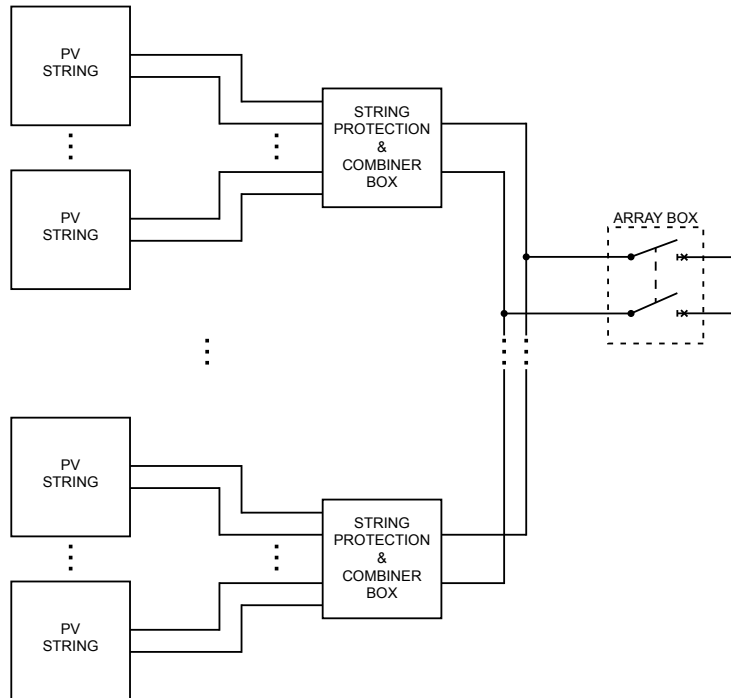 PV
STRING
STRING
PROTECTION
&
COMBINER
BOX
PV
STRING
ARRAY BOX
PV
STRING
STRING
PROTECTION
&
COMBINER
BOX
PV
STRING